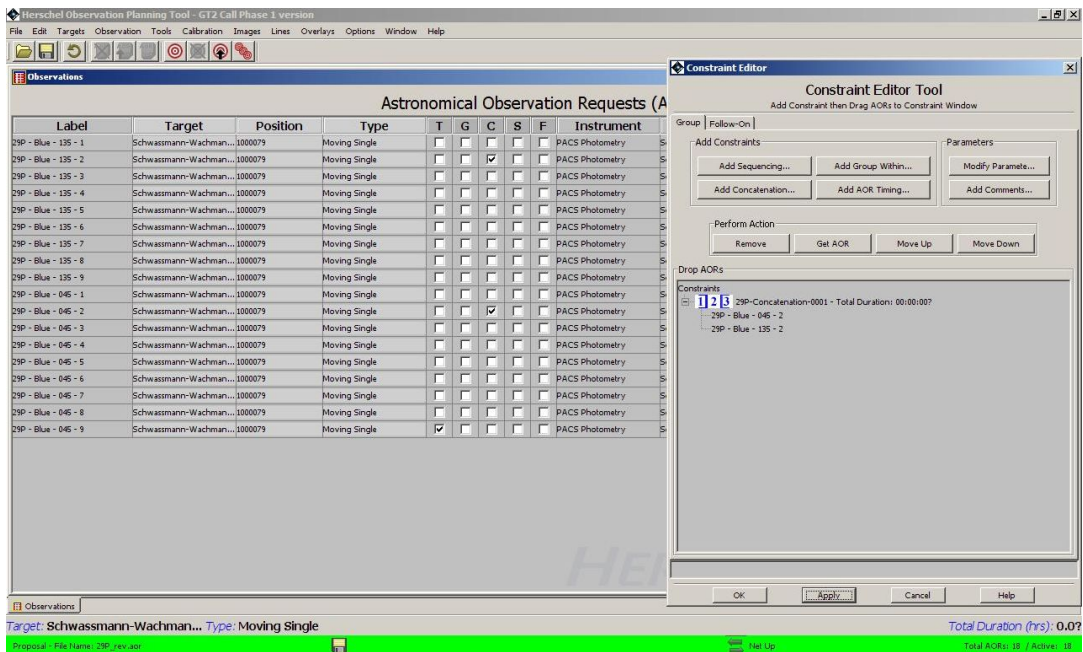 Herschel Observation Planning Tool - GT2 Call Phase 1 version
File Edit Targets Observation Tools Calibration Images Lines Overlays Options Window Help
Observations
Astronomical Observation Requests (A
Label Target Position Type T G C S F Instrument
29P - Blue - 135 - 1 Schwassmann-Wachman... 1000079 Moving Single PACS Photometry
29P - Blue - 135 - 2 Schwassmann-Wachman... 1000079 Moving Single PACS Photometry
29P - Blue - 135 - 3 Schwassmann-Wachman... 1000079 Moving Single PACS Photometry
29P - Blue - 135 - 4 Schwassmann-Wachman... 1000079 Moving Single PACS Photometry
29P - Blue - 135 - 5 Schwassmann-Wachman... 1000079 Moving Single PACS Photometry
29P - Blue - 135 - 6 Schwassmann-Wachman... 1000079 Moving Single PACS Photometry
29P - Blue - 135 - 7 Schwassmann-Wachman... 1000079 Moving Single PACS Photometry
29P - Blue - 135 - 8 Schwassmann-Wachman... 1000079 Moving Single PACS Photometry
29P - Blue - 135 - 9 Schwassmann-Wachman... 1000079 Moving Single PACS Photometry
29P - Blue - 045 - 1 Schwassmann-Wachman... 1000079 Moving Single PACS Photometry
29P - Blue - 045 - 2 Schwassmann-Wachman... 1000079 Moving Single PACS Photometry
29P - Blue - 045 - 3 Schwassmann-Wachman... 1000079 Moving Single PACS Photometry
29P - Blue - 045 - 4 Schwassmann-Wachman... 1000079 Moving Single PACS Photometry
29P - Blue - 045 - 5 Schwassmann-Wachman... 1000079 Moving Single PACS Photometry
29P - Blue - 045 - 6 Schwassmann-Wachman... 1000079 Moving Single PACS Photometry
29P - Blue - 045 - 7 Schwassmann-Wachman... 1000079 Moving Single PACS Photometry
29P - Blue - 045 - 8 Schwassmann-Wachman... 1000079 Moving Single PACS Photometry
29P - Blue - 045 - 9 Schwassmann-Wachman... 1000079 Moving Single PACS Photometry
HER
Observations
Constraint Editor
Constraint Editor Tool
Add Constraint then Drag AORs to Constraint Window
Group Follow-On
Add Constraints Parameters
Add Sequencing... Add Group Within... Modify Paramete...
Add Concatenation... Add AOR Timing... Add Comments...
Perform Action
Remove Get AOR Move Up Move Down
Drop AORs
Constraints
1 2 3 29P-Concatenation-0001 - Total Duration: 00:00:00?
29P - Blue - 045 - 2
29P - Blue - 135 - 2
OK Apply Cancel Help
Target: Schwassmann-Wachman... Type: Moving Single Total Duration (hrs): 0.0?
Proposal - File Name: 29P_rev.aor Net Up Total AORs: 18 / Active: 18